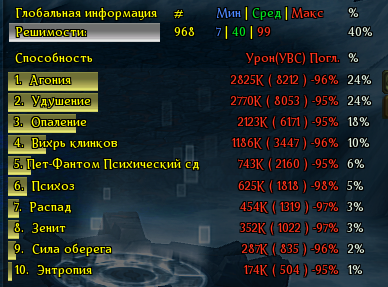 Глобальная информация # Мин | Сред | Макс %
Решимости: 968 7 | 40 | 99 40%
Способность Урон(УВС) Погл. %
1. Агония 2825K ( 8212 ) -96% 24%
2. Удушение 2770K ( 8053 ) -95% 24%
3. Опаление 2123K ( 6171 ) -95% 18%
4. Вихрь клинков 1186K ( 3447 ) -96% 10%
5. Пет-Фантом Психический сд 743K ( 2160 ) -95% 6%
6. Психоз 625K ( 1818 ) -98% 5%
7. Распад 454K ( 1319 ) -97% 3%
8. Зенит 352K ( 1022 ) -97% 3%
9. Сила оберега 287K ( 835 ) -96% 2%
10. Энтропия 174K ( 504 ) -95% 1%